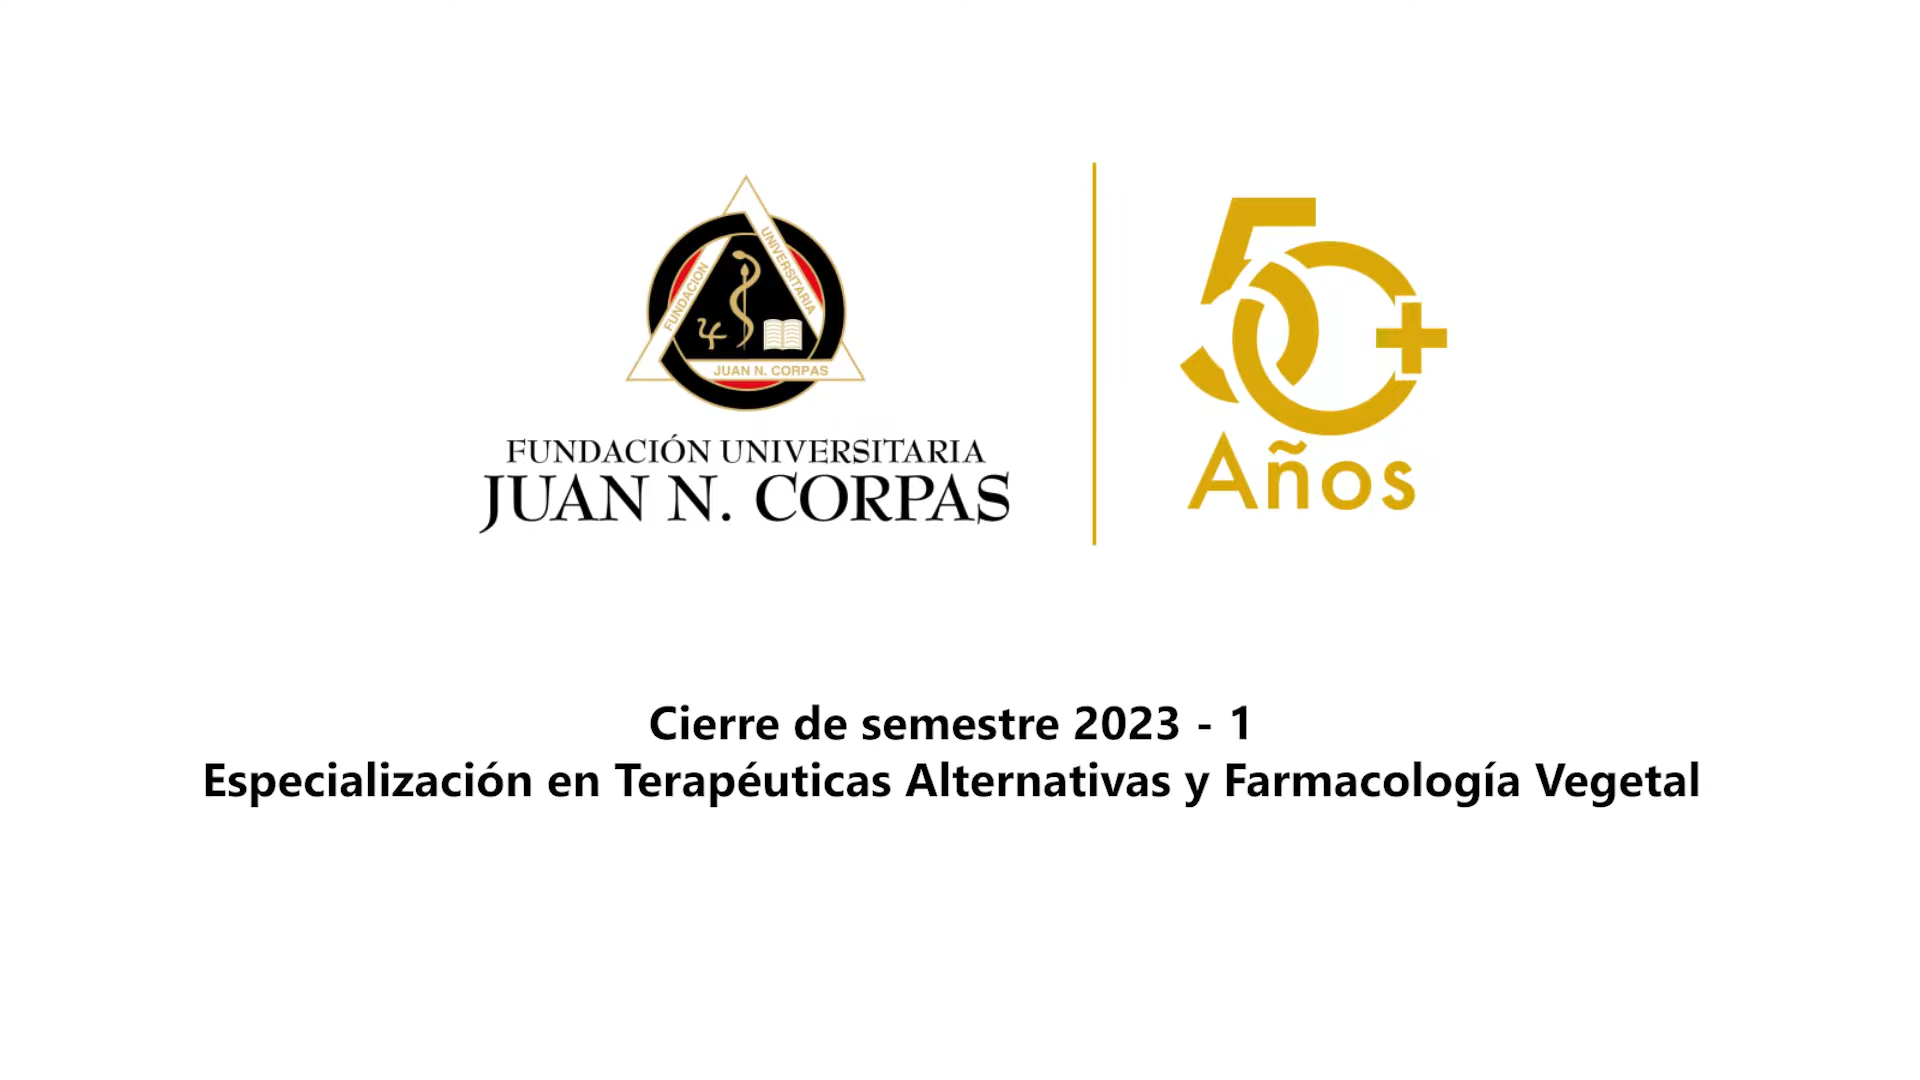 FUNDACION
UNIVERSITARIA
JUAN N. CORPAS
FUNDACIÓN UNIVERSITARIA
JUAN N. CORPAS
50+
Años
Cierre de semestre 2023 - 1
Especialización en Terapéuticas Alternativas y Farmacología Vegetal